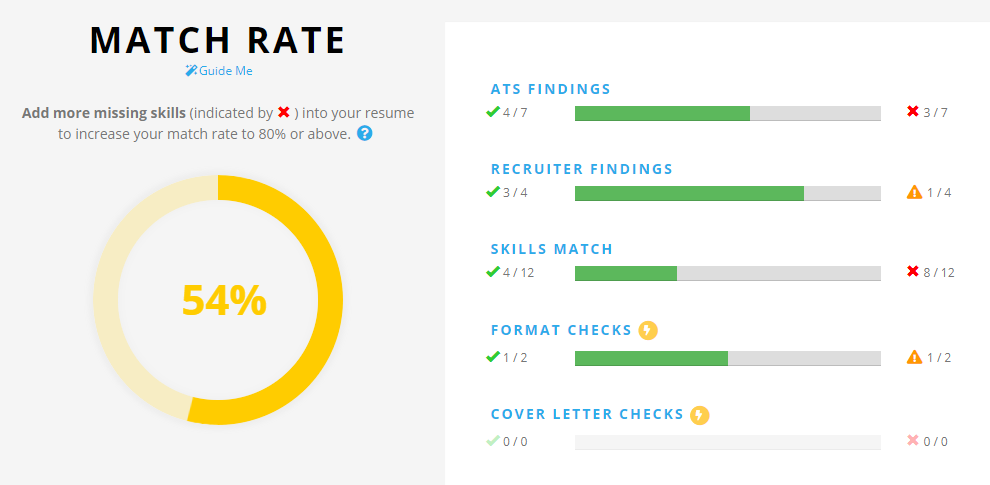 MATCH RATE
Guide Me
Add more missing skills (indicated by ) into your resume
to increase your match rate to 80% or above. ?
54%
ATS FINDINGS
4 / 7
3 / 7
RECRUITER FINDINGS
3 / 4
1 / 4
SKILLS MATCH
4 / 12
8 / 12
FORMAT CHECKS
1 / 2
1 / 2
COVER LETTER CHECKS
0 / 0
0 / 0